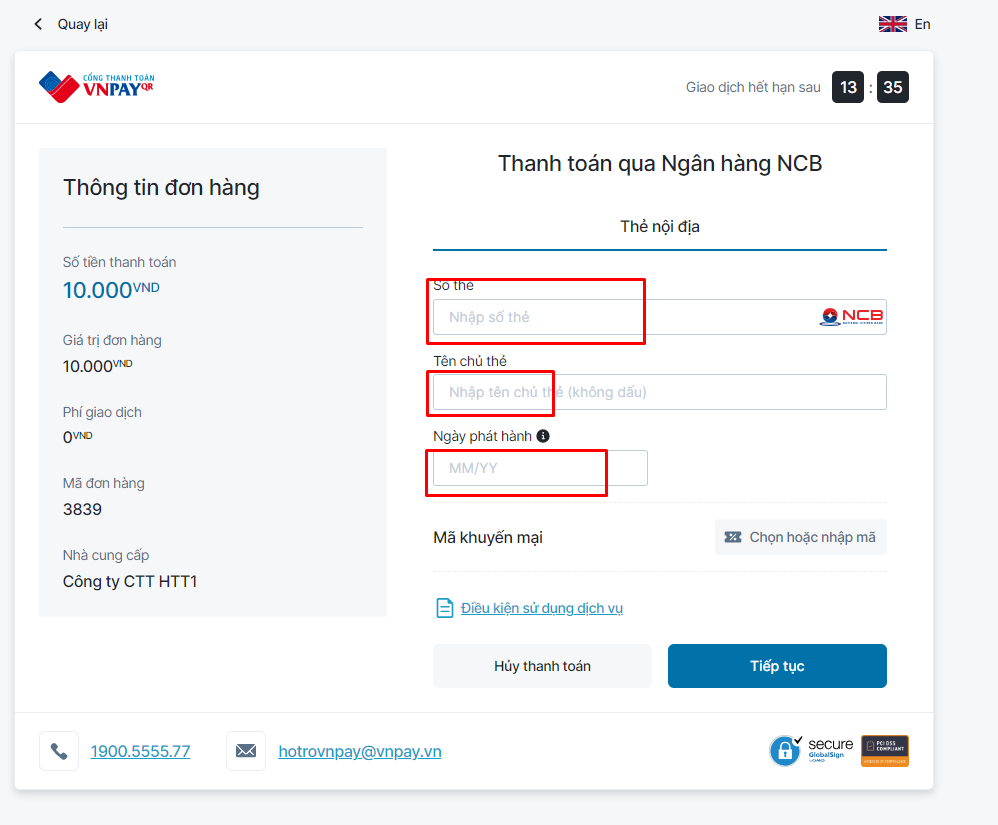 Quay lại
En
CỔNG THANH TOÁN
VNPAYQR
Giao dịch hết hạn sau 13 : 35
Thông tin đơn hàng
Số tiền thanh toán
10.000VND
Giá trị đơn hàng
10.000VND
Phí giao dịch
0VND
Mã đơn hàng
3839
Nhà cung cấp
Công ty CTT HTT1
Thanh toán qua Ngân hàng NCB
Thẻ nội địa
Số thẻ
Nhập số thẻ
NCB
Tên chủ thẻ
Nhập tên chủ thẻ (không dấu)
Ngày phát hành
MM/YY
Mã khuyến mại
Chọn hoặc nhập mã
Điều kiện sử dụng dịch vụ
Hủy thanh toán
Tiếp tục
1900.5555.77
hotrovnpay@vnpay.vn
secure
GlobalSign
PCI DSS
COMPLIANT